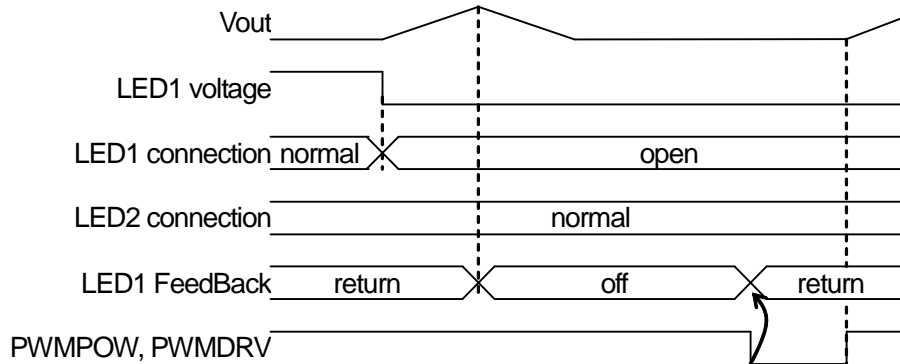 Vout
LED1 voltage
LED1 connection normal open
LED2 connection normal
LED1 FeedBack return off return
PWMPOW, PWMDRV